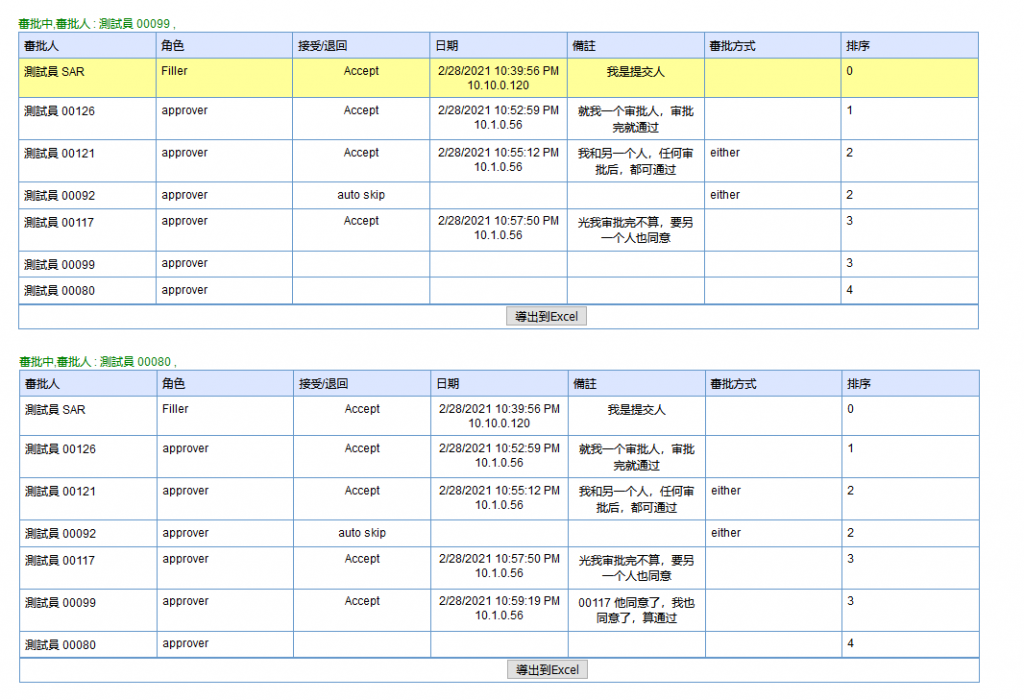 審批中,審批人 : 測試員 00099 ,
審批人 角色 接受/退回 日期 備註 審批方式 排序
測試員 SAR Filler Accept 2/28/2021 10:39:56 PM 我是提交人 0
10.10.0.120
測試員 00126 approver Accept 2/28/2021 10:52:59 PM 就我一个审批人，审批 1
10.1.0.56 完就通过
測試員 00121 approver Accept 2/28/2021 10:55:12 PM 我和另一个人，任何审 either 2
10.1.0.56 批后，都可通过
測試員 00092 approver auto skip either 2
測試員 00117 approver Accept 2/28/2021 10:57:50 PM 光我审批完不算，要另 3
10.1.0.56 一个人也同意
測試員 00099 approver 3
測試員 00080 approver 4
導出到Excel
審批中,審批人 : 測試員 00080 ,
審批人 角色 接受/退回 日期 備註 審批方式 排序
測試員 SAR Filler Accept 2/28/2021 10:39:56 PM 我是提交人 0
10.10.0.120
測試員 00126 approver Accept 2/28/2021 10:52:59 PM 就我一个审批人，审批 1
10.1.0.56 完就通过
測試員 00121 approver Accept 2/28/2021 10:55:12 PM 我和另一个人，任何审 either 2
10.1.0.56 批后，都可通过
測試員 00092 approver auto skip either 2
測試員 00117 approver Accept 2/28/2021 10:57:50 PM 光我审批完不算，要另 3
10.1.0.56 一个人也同意
測試員 00099 approver Accept 2/28/2021 10:59:19 PM 00117 他同意了，我也 3
10.1.0.56 同意了，算通过
測試員 00080 approver 4
導出到Excel